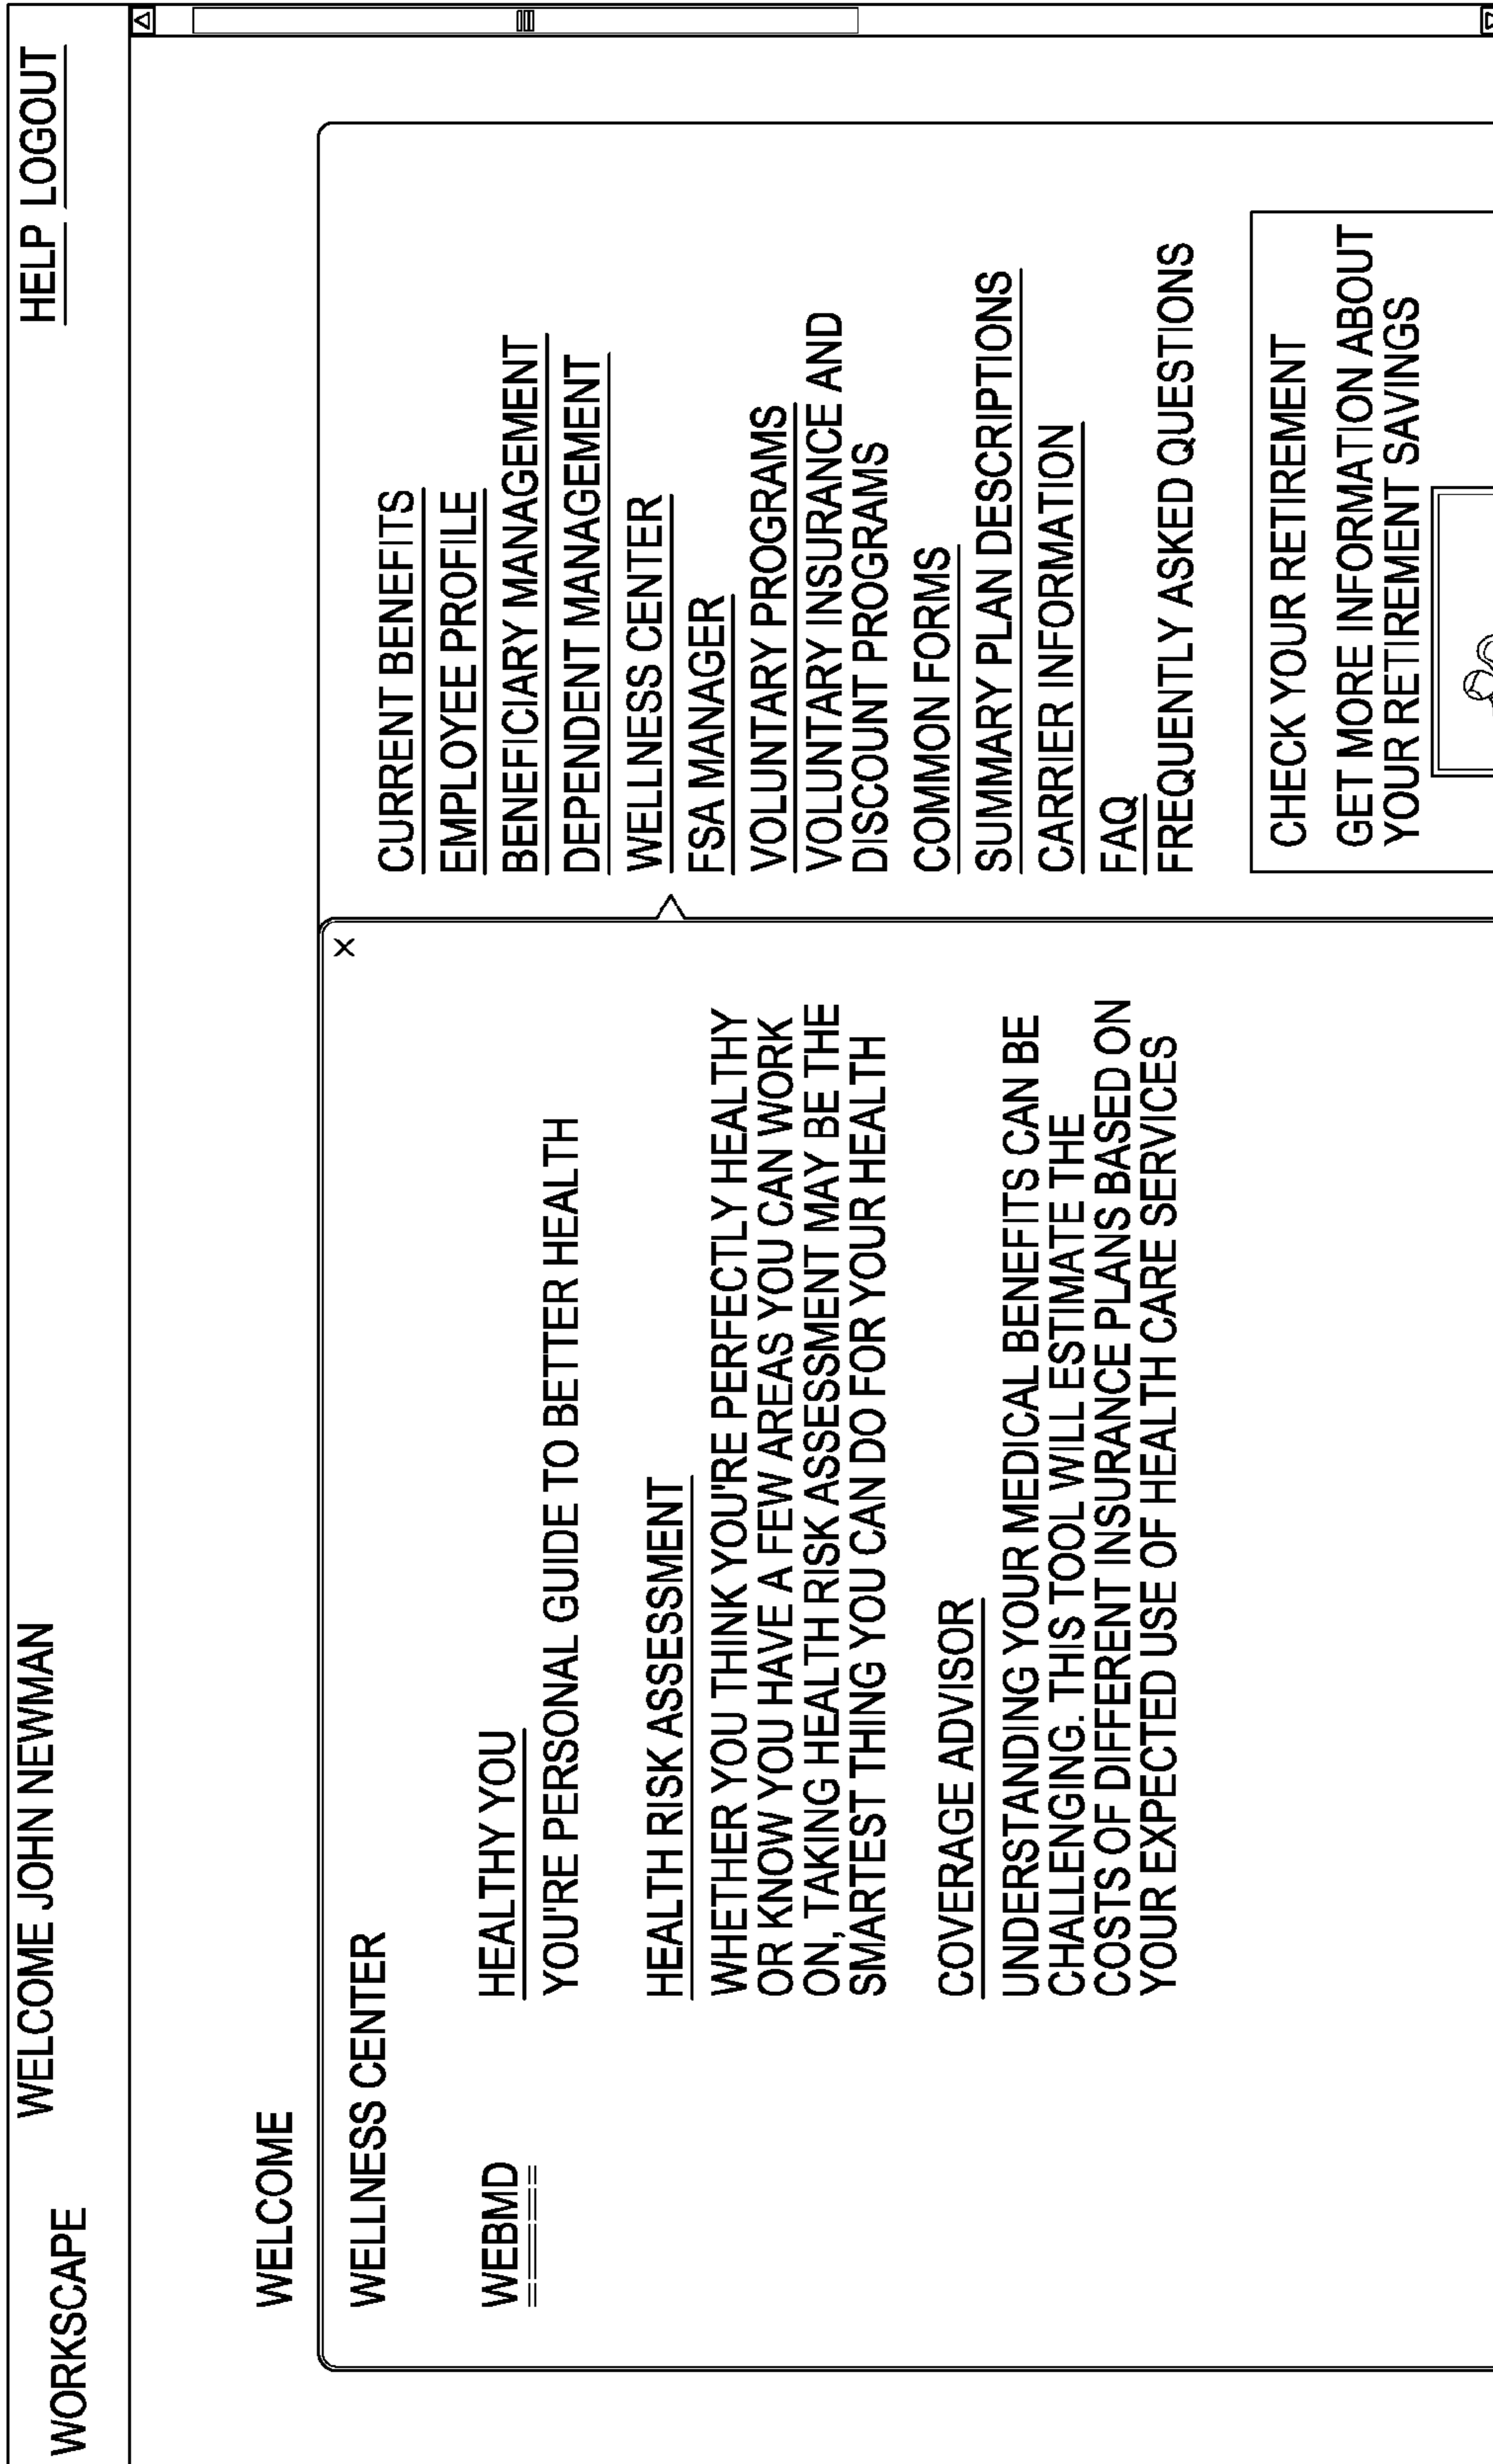 WORKSCAPE
WELCOME JOHN NEWMAN
HELP LOGOUT
WELCOME
WELLNESS CENTER
X
WEBMD
HEALTHY YOU
YOU'RE PERSONAL GUIDE TO BETTER HEALTH
HEALTH RISK ASSESSMENT
WHETHER YOU THINK YOU'RE PERFECTLY HEALTHY
OR KNOW YOU HAVE A FEW AREAS YOU CAN WORK
ON, TAKING HEALTH RISK ASSESSMENT MAY BE THE
SMARTEST THING YOU CAN DO FOR YOUR HEALTH
COVERAGE ADVISOR
UNDERSTANDING YOUR MEDICAL BENEFITS CAN BE
CHALLENGING. THIS TOOL WILL ESTIMATE THE
COSTS OF DIFFERENT INSURANCE PLANS BASED ON
YOUR EXPECTED USE OF HEALTH CARE SERVICES
CURRENT BENEFITS
EMPLOYEE PROFILE
BENEFICIARY MANAGEMENT
DEPENDENT MANAGEMENT
WELLNESS CENTER
FSA MANAGER
VOLUNTARY PROGRAMS
VOLUNTARY INSURANCE AND
DISCOUNT PROGRAMS
COMMON FORMS
SUMMARY PLAN DESCRIPTIONS
CARRIER INFORMATION
FAQ
FREQUENTLY ASKED QUESTIONS
CHECK YOUR RETIREMENT
GET MORE INFORMATION ABOUT
YOUR RETIREMENT SAVINGS